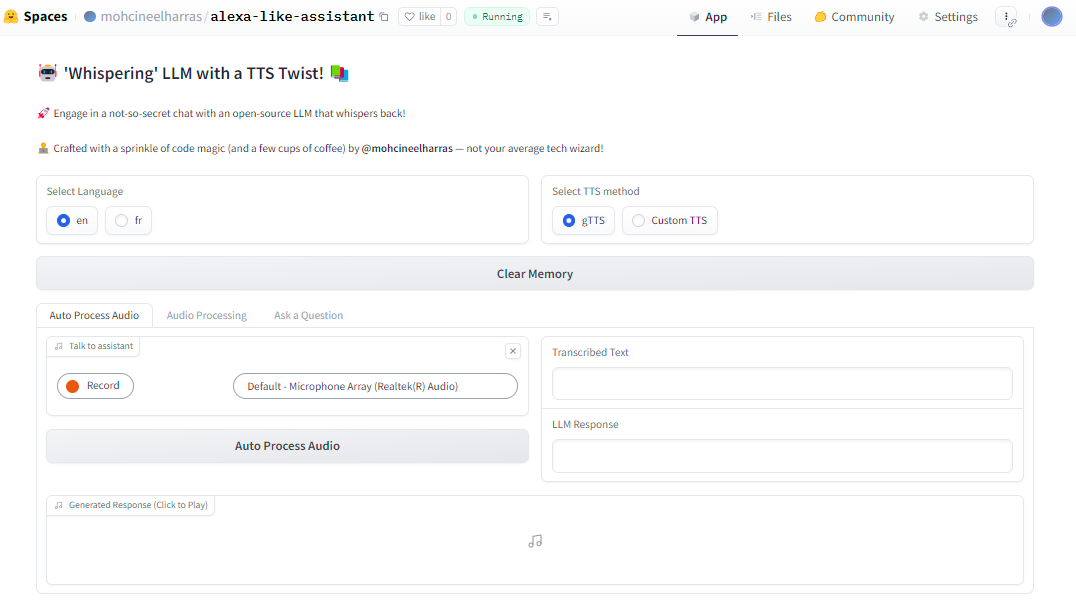 Spaces mohcineelharras/alexa-like-assistant like 0 Running App Files Community Settings
'Whispering' LLM with a TTS Twist!
Engage in a not-so-secret chat with an open-source LLM that whispers back!
Crafted with a sprinkle of code magic (and a few cups of coffee) by @mohcineelharras — not your average tech wizard!
Select Language
en fr
Select TTS method
gTTS Custom TTS
Clear Memory
Auto Process Audio Audio Processing Ask a Question
Talk to assistant
Record Default - Microphone Array (Realtek(R) Audio)
Auto Process Audio
Transcribed Text
LLM Response
Generated Response (Click to Play)